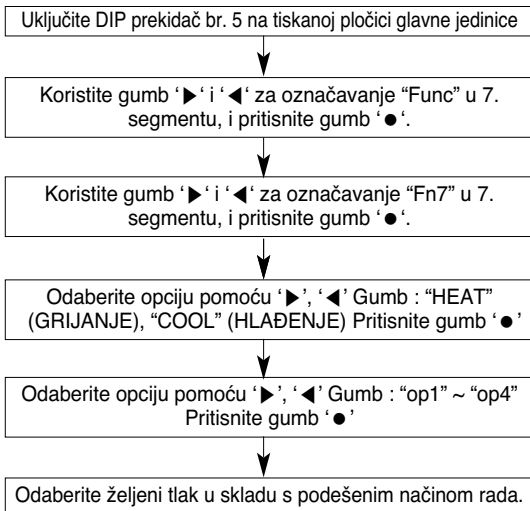 Uključite DIP prekidač br. 5 na tiskanoj pločici glavne jedinice
Koristite gumb ‘▶‘ i ‘◀‘ za označavanje “Func” u 7.
segmentu, i pritisnite gumb ‘●‘.
Koristite gumb ‘▶‘ i ‘◀‘ za označavanje “Fn7” u 7.
segmentu, i pritisnite gumb ‘●‘.
Odaberite opciju pomoću ‘▶’, ‘◀’ Gumb : “HEAT”
(GRIJANJE), “COOL” (HLAĐENJE) Pritisnite gumb ‘●’
Odaberite opciju pomoću ‘▶’, ‘◀’ Gumb : “op1” ~ “op4”
Pritisnite gumb ‘●’
Odaberite željeni tlak u skladu s podešenim načinom rada.